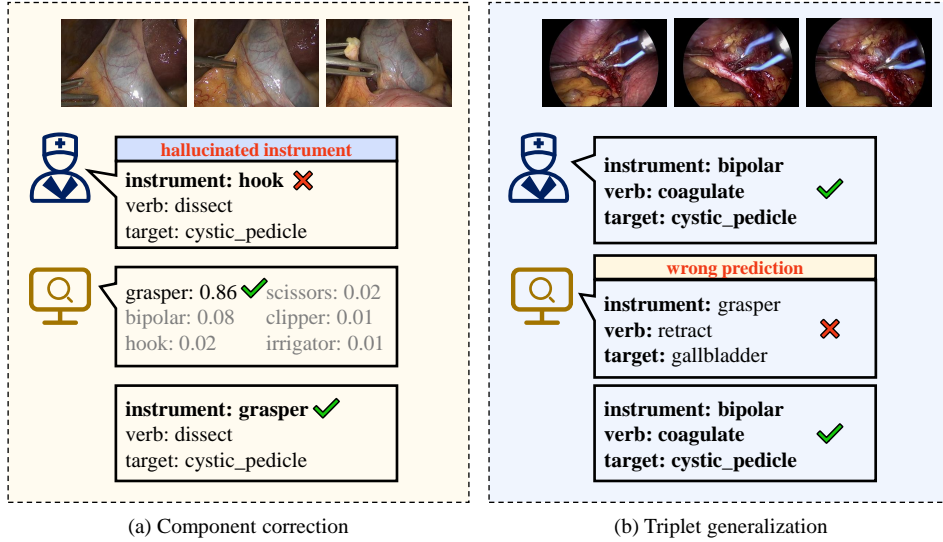 hallucinated instrument
instrument: hook
verb: dissect
target: cystic_pedicle
grasper: 0.86 scissors: 0.02
bipolar: 0.08 clipper: 0.01
hook: 0.02 irrigator: 0.01
instrument: grasper
verb: dissect
target: cystic_pedicle
(a) Component correction
instrument: bipolar
verb: coagulate
target: cystic_pedicle
wrong prediction
instrument: grasper
verb: retract
target: gallbladder
instrument: bipolar
verb: coagulate
target: cystic_pedicle
(b) Triplet generalization